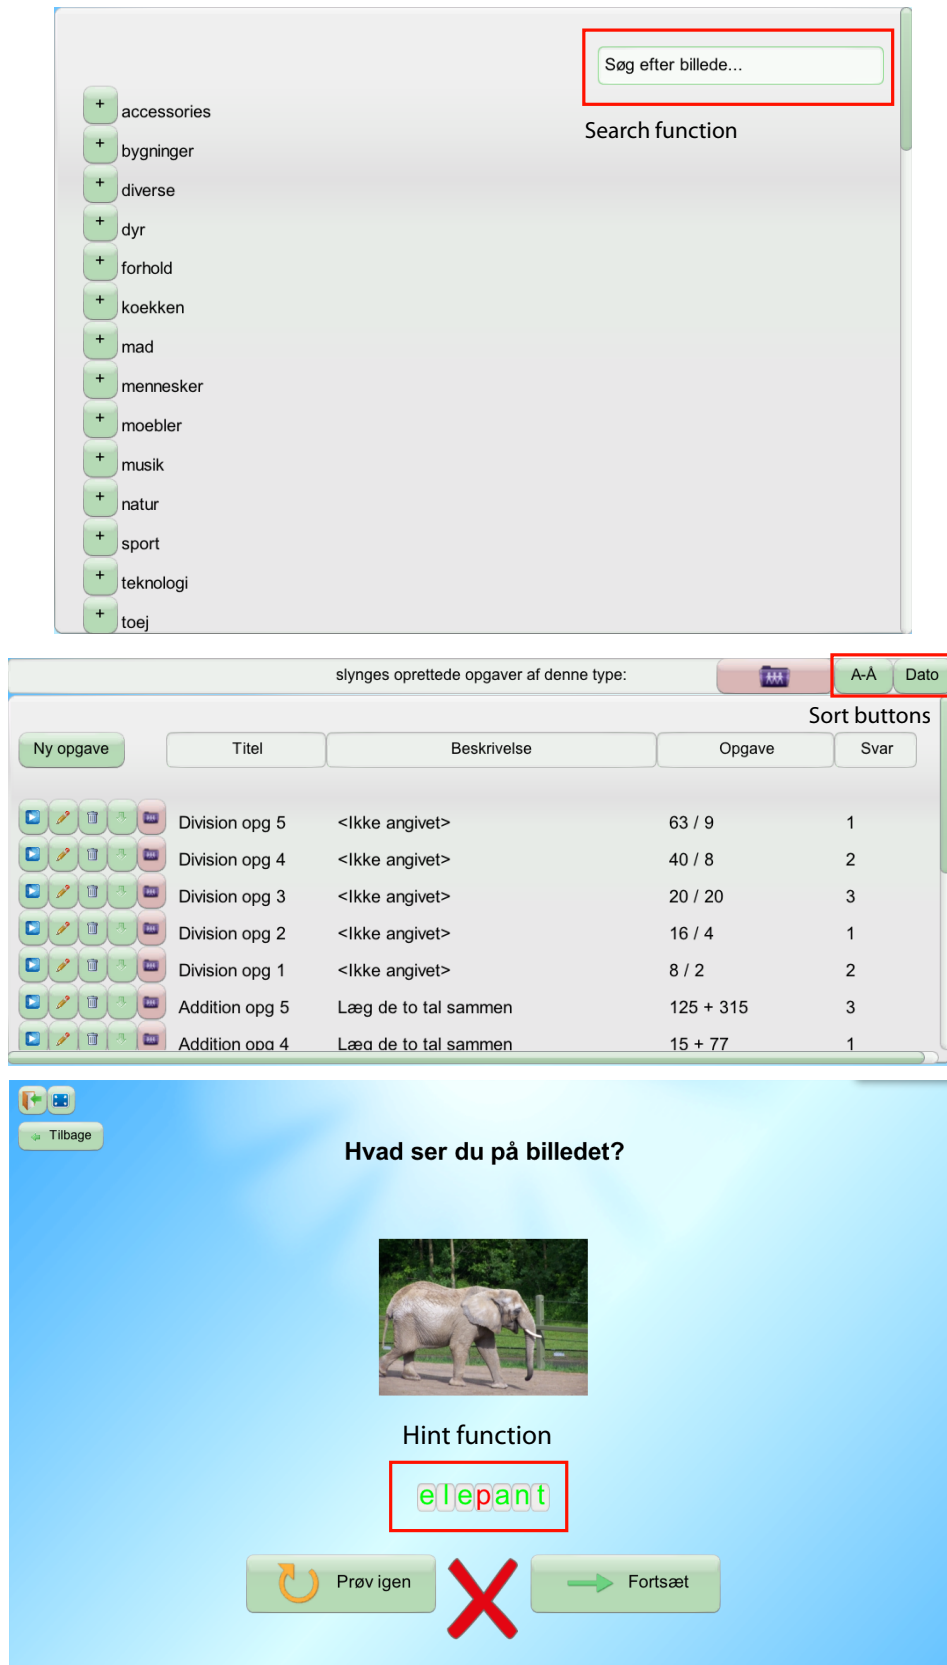 Søg efter billede...
Search function
+ accessories
+ bygninger
+ diverse
+ dyr
+ forhold
+ koekken
+ mad
+ mennesker
+ moebler
+ musik
+ natur
+ sport
+ teknologi
+ toej
slynges oprettede opgaver af denne type: A-Å Dato
Sort buttons
Ny opgave Titel Beskrivelse Opgave Svar
Division opg 5 <Ikke angivet> 63 / 9 1
Division opg 4 <Ikke angivet> 40 / 8 2
Division opg 3 <Ikke angivet> 20 / 20 3
Division opg 2 <Ikke angivet> 16 / 4 1
Division opg 1 <Ikke angivet> 8 / 2 2
Addition opg 5 Læg de to tal sammen 125 + 315 3
Addition opg 4 Læg de to tal sammen 15 + 77 1
Tilbage
Hvad ser du på billedet?
Hint function
elepant
Prøv igen Fortsæt